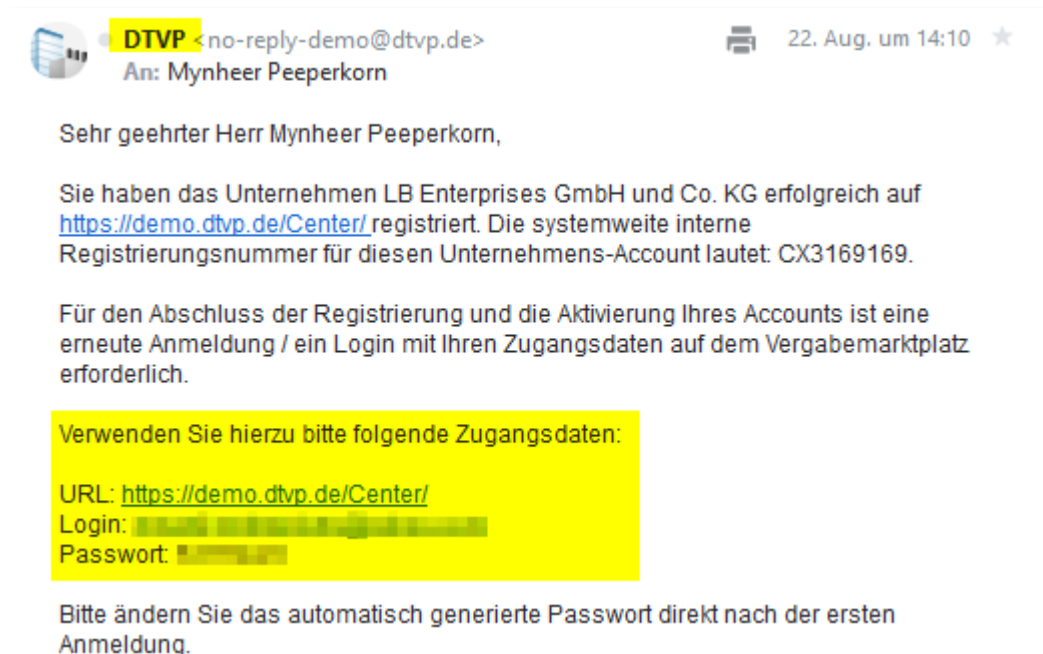 DTVP <no-reply-demo@dtvp.de>
22. Aug. um 14:10
An: Mynheer Peeperkorn
Sehr geehrter Herr Mynheer Peeperkorn,
Sie haben das Unternehmen LB Enterprises GmbH und Co. KG erfolgreich auf
https://demo.dtvp.de/Center/ registriert. Die systemweite interne
Registrierungsnummer für diesen Unternehmens-Account lautet: CX3169169.
Für den Abschluss der Registrierung und die Aktivierung Ihres Accounts ist eine
erneute Anmeldung / ein Login mit Ihren Zugangsdaten auf dem Vergabemarktplatz
erforderlich.
Verwenden Sie hierzu bitte folgende Zugangsdaten:
URL: https://demo.dtvp.de/Center/
Login:
Passwort:
Bitte ändern Sie das automatisch generierte Passwort direkt nach der ersten
Anmeldung.